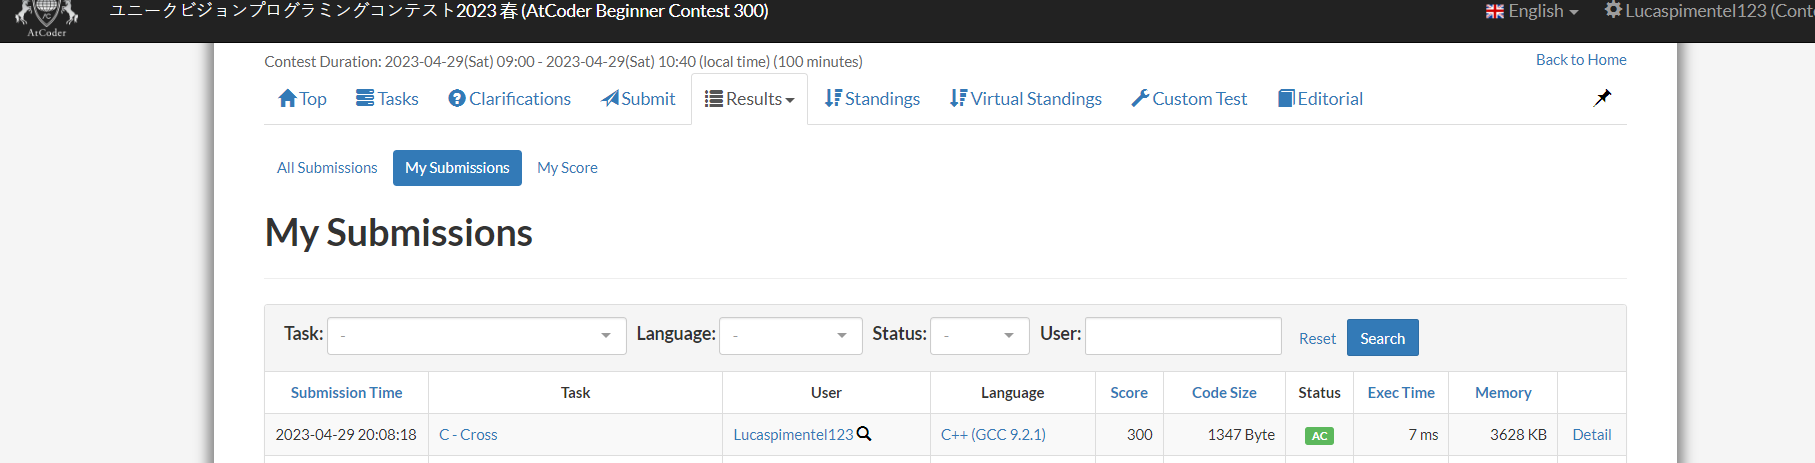 ユニークビジョンプログラミングコンテスト2023 春 (AtCoder Beginner Contest 300)
English
Lucaspimentel123 (Cont
AC
AtCoder
Contest Duration: 2023-04-29(Sat) 09:00 - 2023-04-29(Sat) 10:40 (local time) (100 minutes)
Back to Home
Top Tasks Clarifications Submit Results Standings Virtual Standings Custom Test Editorial
All Submissions My Submissions My Score
My Submissions
Task: - Language: - Status: - User: Reset Search
Submission Time Task User Language Score Code Size Status Exec Time Memory
2023-04-29 20:08:18 C - Cross Lucaspimentel123 C++ (GCC 9.2.1) 300 1347 Byte AC 7 ms 3628 KB Detail